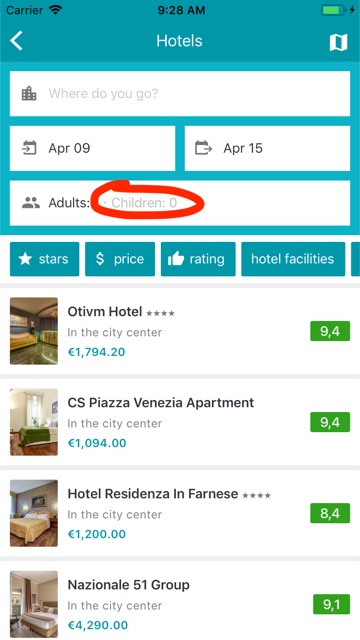 Carrier 9:28 AM
Hotels
Where do you go?
Apr 09 Apr 15
Adults: · Children: 0
stars $ price rating hotel facilities
Otivm Hotel ★★★★
In the city center
€1,794.20
9,4
CS Piazza Venezia Apartment
In the city center
€1,094.00
9,4
Hotel Residenza In Farnese ★★★★
In the city center
€1,200.00
8,4
Nazionale 51 Group
In the city center
€4,290.00
9,1